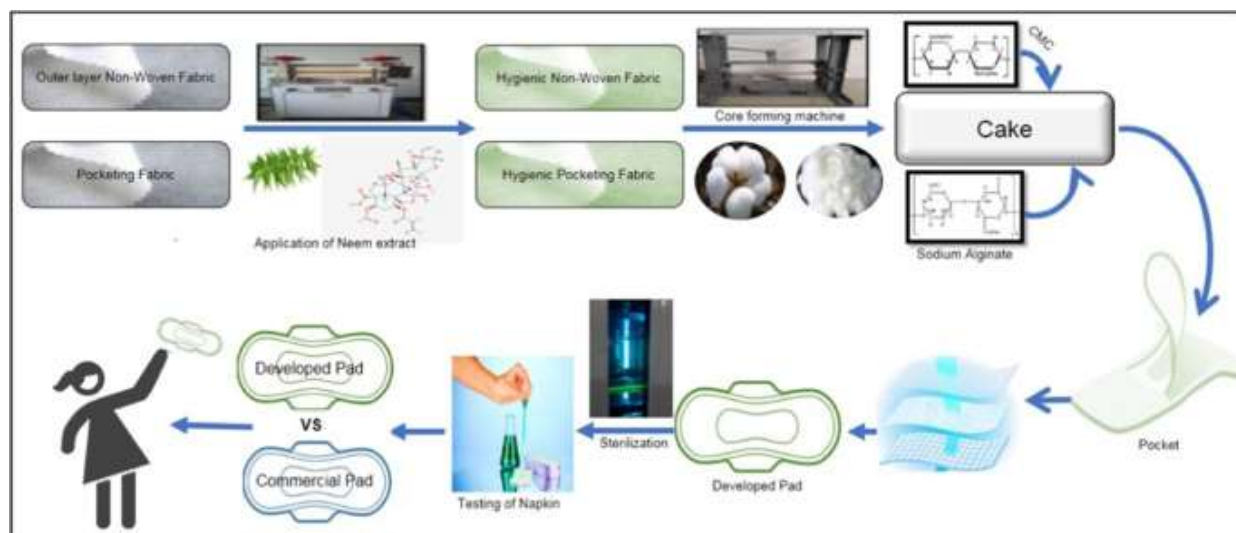 Outer layer Non-Woven Fabric
Hygienic Non-Woven Fabric
CMC
Core forming machine
Cake
Pocketing Fabric
Hygienic Pocketing Fabric
Application of Neem extract
Sodium Alginate
Developed Pad
VS
Commercial Pad
Testing of Napkin
Sterilization
Developed Pad
Pocket